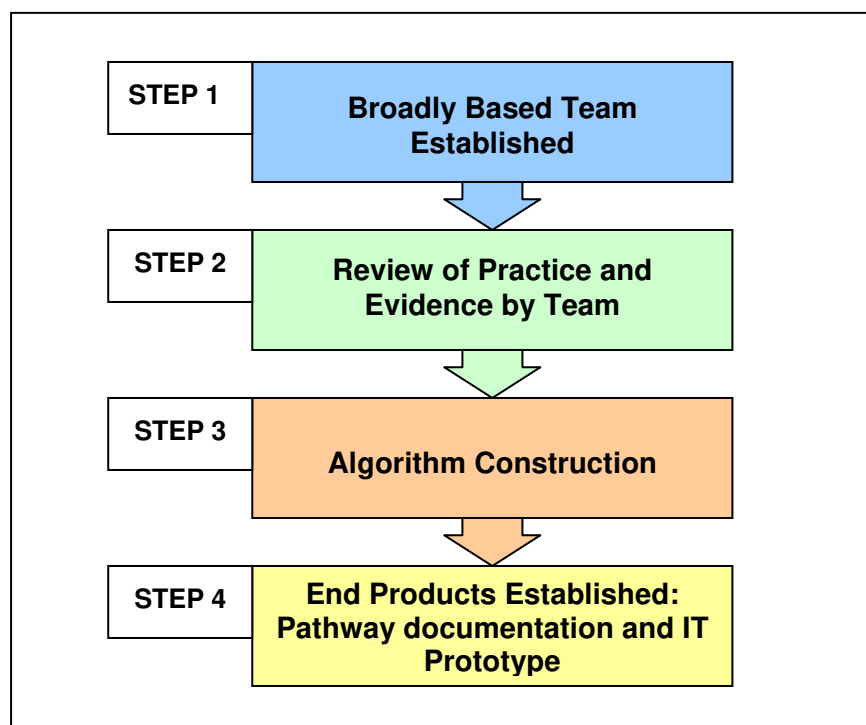 STEP 1
Broadly Based Team
Established
STEP 2
Review of Practice and
Evidence by Team
STEP 3
Algorithm Construction
STEP 4
End Products Established:
Pathway documentation and IT
Prototype